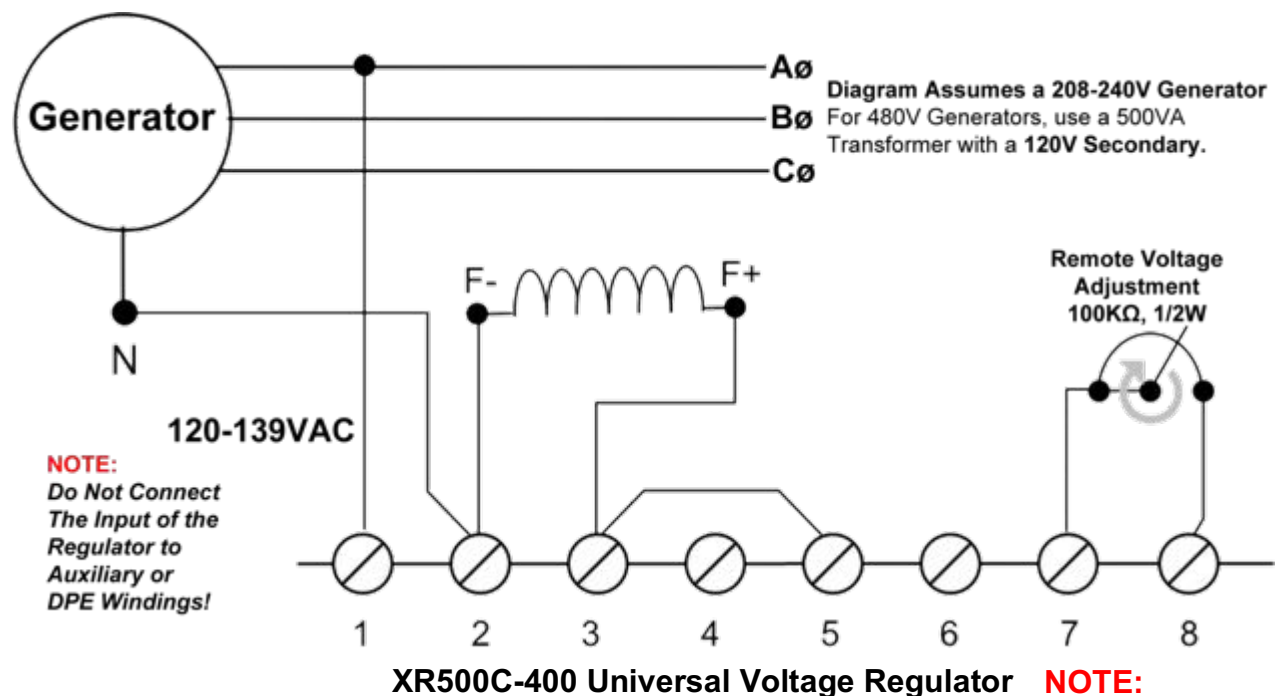 Generator
Aø
Bø
Cø
Diagram Assumes a 208-240V Generator
For 480V Generators, use a 500VA
Transformer with a 120V Secondary.
N
F-
F+
Remote Voltage
Adjustment
100KΩ, 1/2W
120-139VAC
NOTE:
Do Not Connect
The Input of the
Regulator to
Auxiliary or
DPE Windings!
1 2 3 4 5 6 7 8
XR500C-400 Universal Voltage Regulator NOTE: